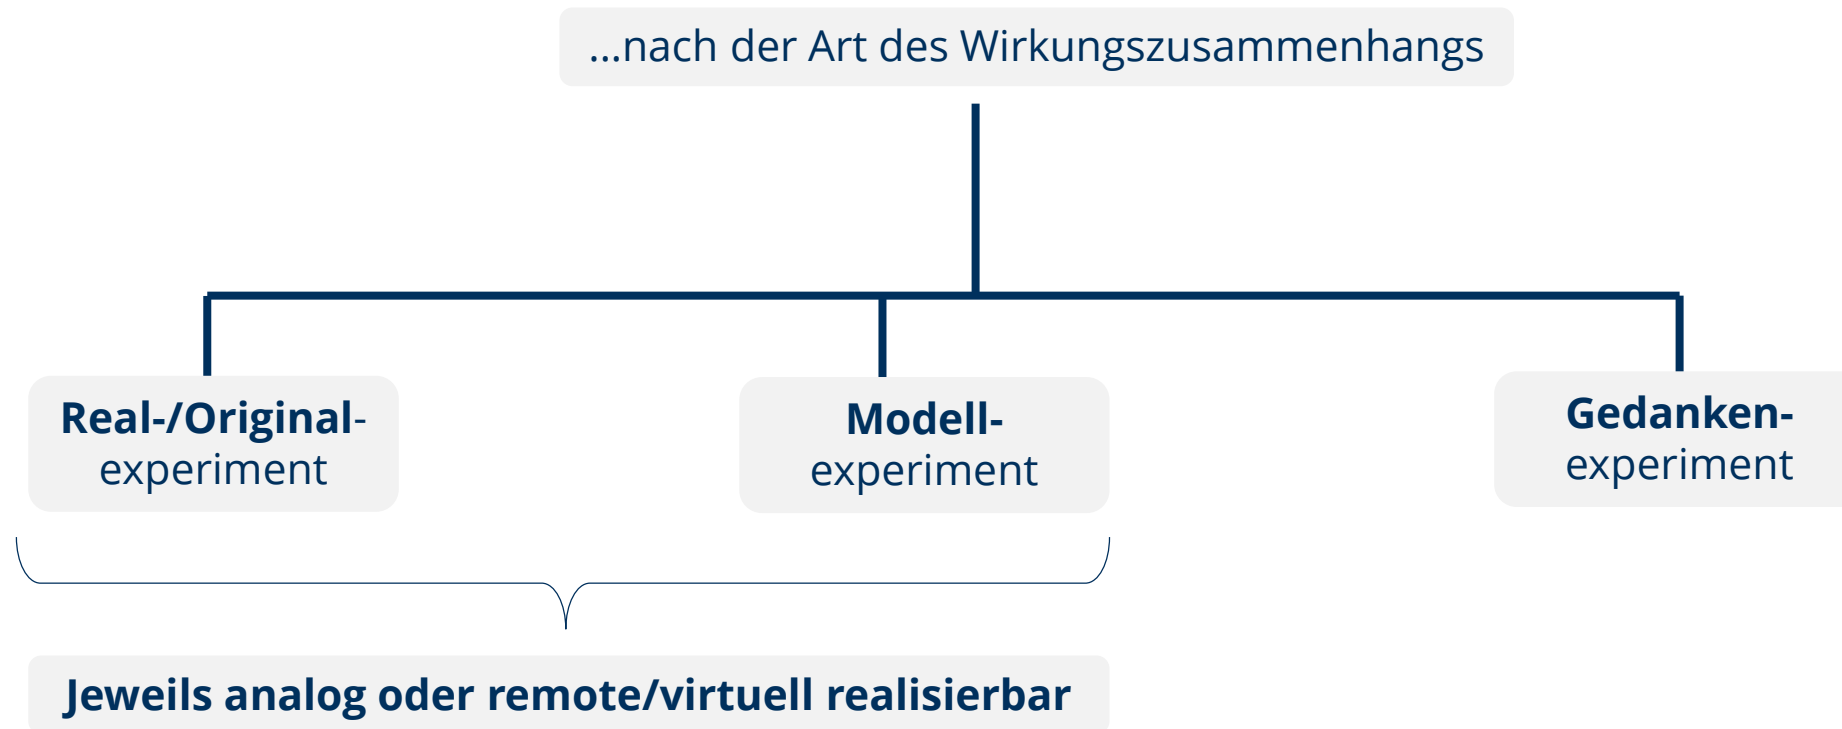 …nach der Art des Wirkungszusammenhangs
Real-/Original-
experiment
Modell-
experiment
Gedanken-
experiment
Jeweils analog oder remote/virtuell realisierbar